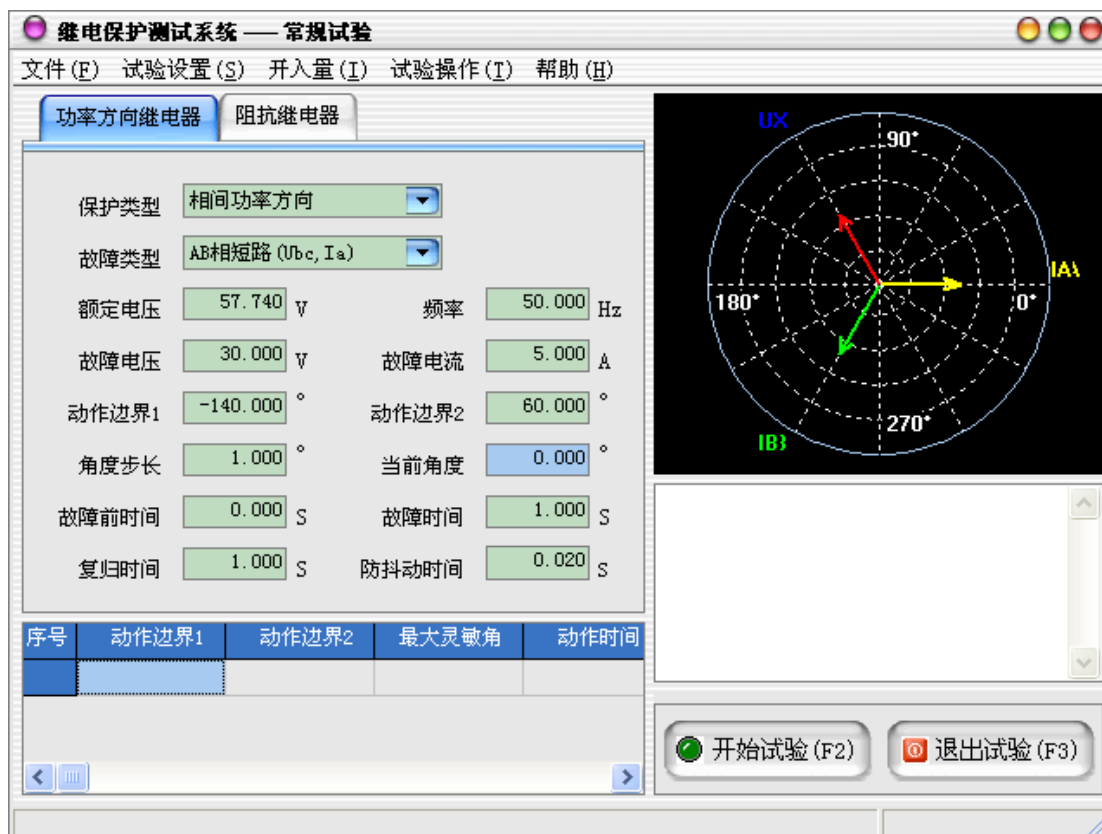 继电保护测试系统 —— 常规试验
文件(F) 试验设置(S) 开入量(I) 试验操作(T) 帮助(H)
功率方向继电器 阻抗继电器
保护类型 相间功率方向
故障类型 AB相短路(Ubc,Ia)
额定电压 57.740 V 频率 50.000 Hz
故障电压 30.000 V 故障电流 5.000 A
动作边界1 -140.000 ° 动作边界2 60.000 °
角度步长 1.000 ° 当前角度 0.000 °
故障前时间 0.000 S 故障时间 1.000 S
复归时间 1.000 S 防抖动时间 0.020 S
序号 动作边界1 动作边界2 最大灵敏角 动作时间
UX
90°
180°
0°
270°
开始试验(F2) 退出试验(F3)